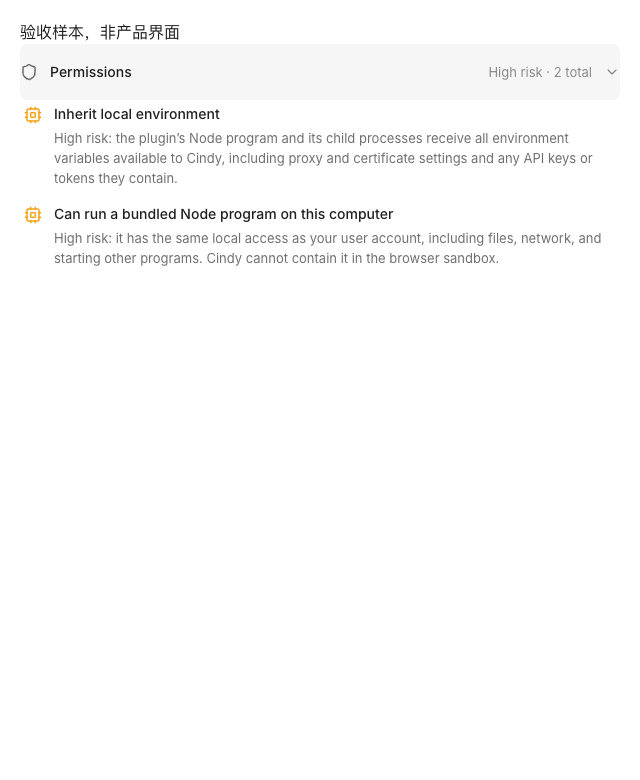 验收样本，非产品界面
Permissions
High risk · 2 total
Inherit local environment
High risk: the plugin’s Node program and its child processes receive all environment
variables available to Cindy, including proxy and certificate settings and any API keys or
tokens they contain.
Can run a bundled Node program on this computer
High risk: it has the same local access as your user account, including files, network, and
starting other programs. Cindy cannot contain it in the browser sandbox.